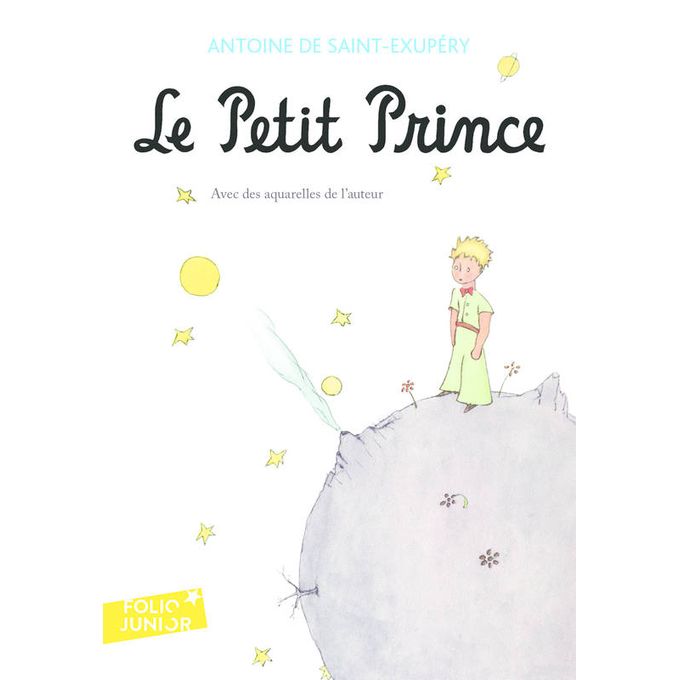 ANTOINE DE SAINT-EXUPÉRY
Le Petit Prince
Avec des aquarelles de l'auteur
FOLIO
JUNIOR